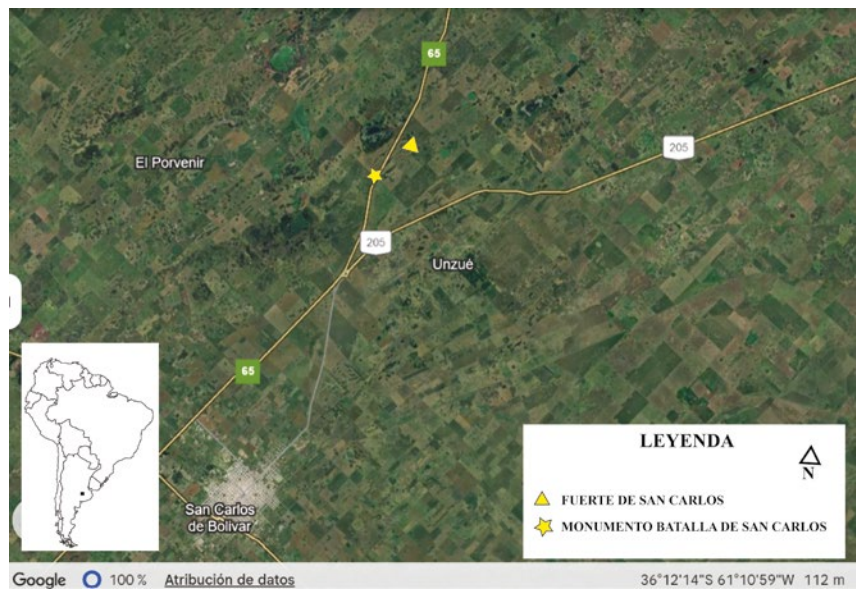 65
El Porvenir
205
205
Unzué
65
San Carlos
de Bolívar
LEYENDA
N
FUERTE DE SAN CARLOS
MONUMENTO BATALLA DE SAN CARLOS
Google 100 % Atribución de datos 36°12'14"S 61°10'59"W 112 m